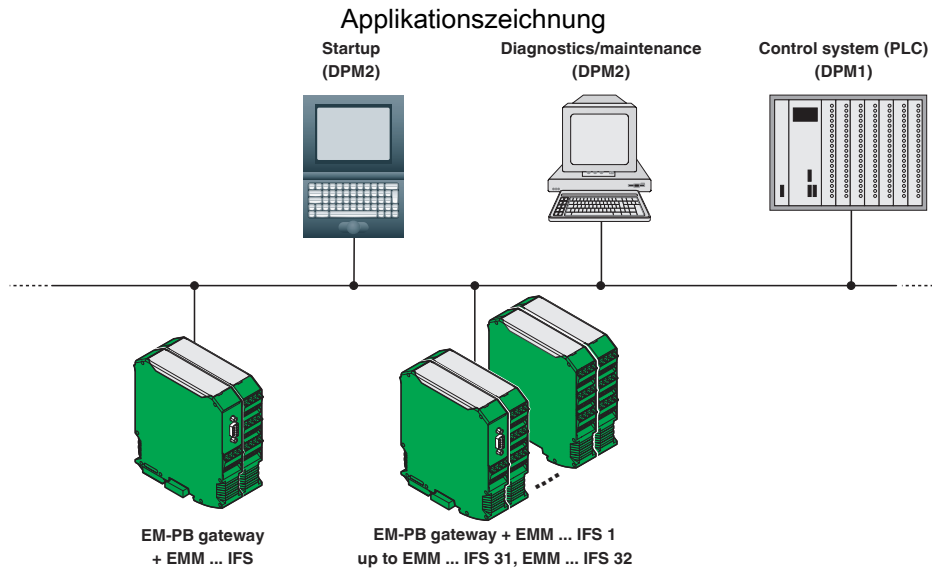 Applikationszeichnung
Startup
(DPM2)
Diagnostics/maintenance
(DPM2)
Control system (PLC)
(DPM1)
EM-PB gateway
+ EMM ... IFS
EM-PB gateway + EMM ... IFS 1
up to EMM ... IFS 31, EMM ... IFS 32